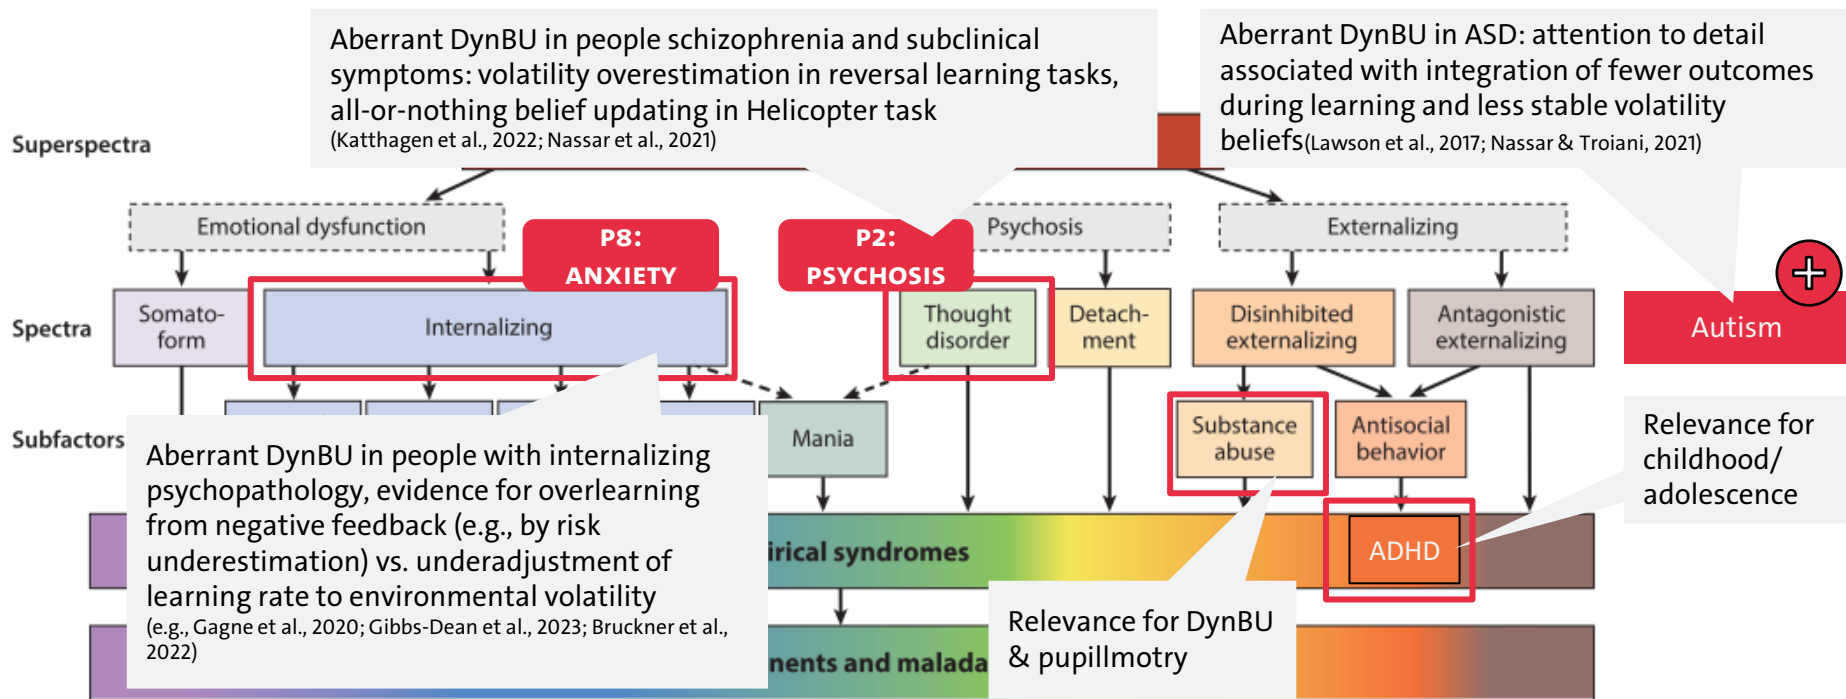 Aberrant DynBU in people schizophrenia and subclinical
symptoms: volatility overestimation in reversal learning tasks,
all-or-nothing belief updating in Helicopter task
(Katthagen et al., 2022; Nassar et al., 2021)
Aberrant DynBU in ASD: attention to detail
associated with integration of fewer outcomes
during learning and less stable volatility
beliefs(Lawson et al., 2017; Nassar & Troiani, 2021)
Superspectra
Emotional dysfunction
Psychosis
Externalizing
P8:
ANXIETY
P2:
PSYCHOSIS
Spectra
Somato-
form
Internalizing
Thought
disorder
Detach-
ment
Disinhibited
externalizing
Antagonistic
externalizing
Autism
Subfactors
Mania
Substance
abuse
Antisocial
behavior
Relevance for
childhood/
adolescence
Aberrant DynBU in people with internalizing
psychopathology, evidence for overlearning
from negative feedback (e.g., by risk
underestimation) vs. underadjustment of
learning rate to environmental volatility
(e.g., Gagne et al., 2020; Gibbs-Dean et al., 2023; Bruckner et al.,
2022)
irical syndromes
ADHD
Relevance for DynBU
& pupillmotry
nents and malada